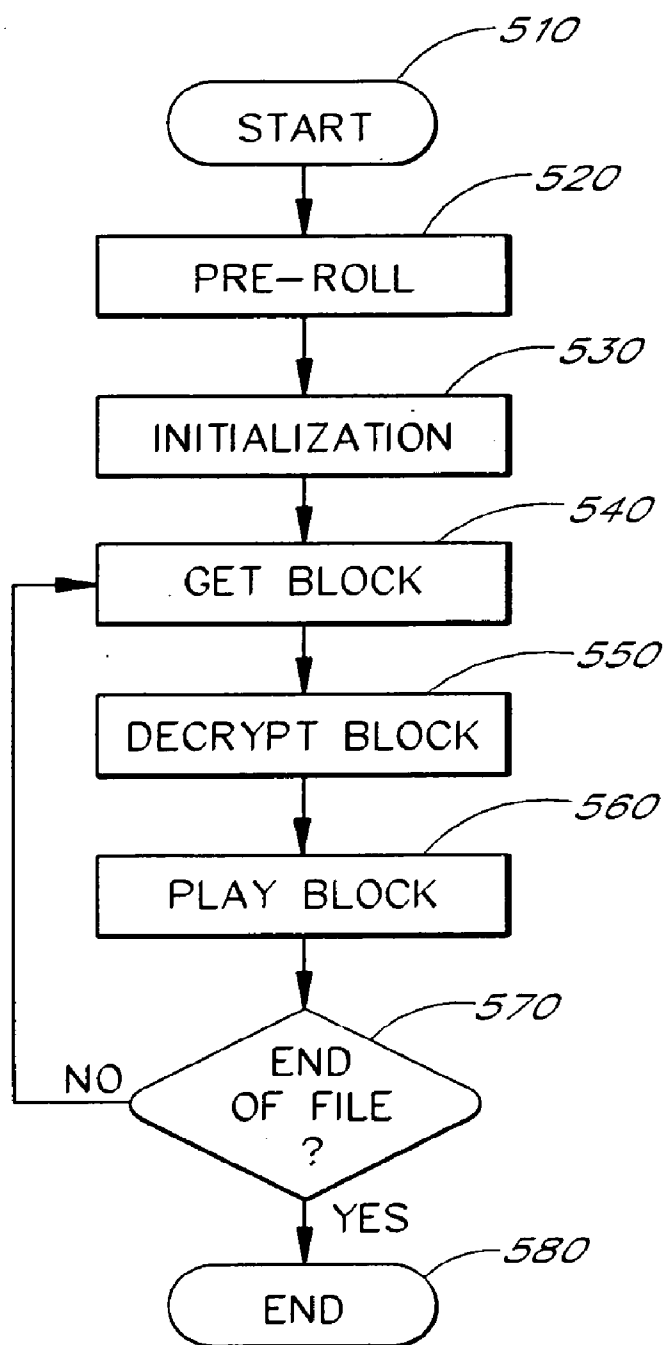 510
START
520
PRE-ROLL
530
INITIALIZATION
540
GET BLOCK
550
DECRYPT BLOCK
560
PLAY BLOCK
570
END
OF FILE
?
NO
YES
580
END